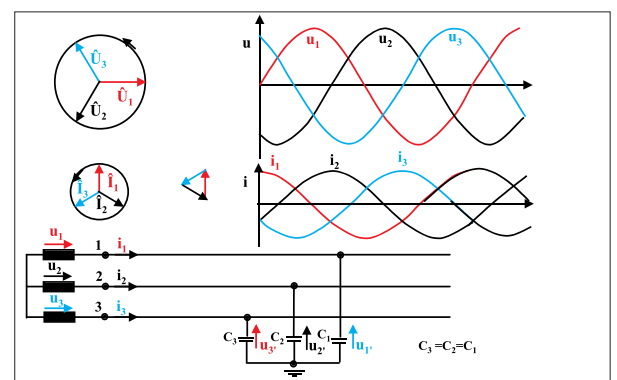 Û₃
Û₁
Û₂
u
u₁
u₂
u₃
Î₃
Î₁
Î₂
i
i₁
i₂
i₃
u₁
1
i₁
u₂
2
i₂
u₃
3
i₃
C₃
u₃'
C₂
u₂'
C₁
u₁'
C₃ =C₂=C₁